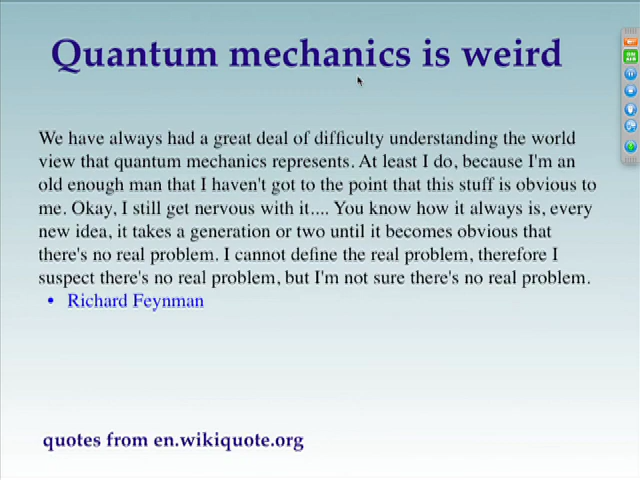 Quantum mechanics is weird
We have always had a great deal of difficulty understanding the world
view that quantum mechanics represents. At least I do, because I'm an
old enough man that I haven't got to the point that this stuff is obvious to
me. Okay, I still get nervous with it.... You know how it always is, every
new idea, it takes a generation or two until it becomes obvious that
there's no real problem. I cannot define the real problem, therefore I
suspect there's no real problem, but I'm not sure there's no real problem.
• Richard Feynman
quotes from en.wikiquote.org